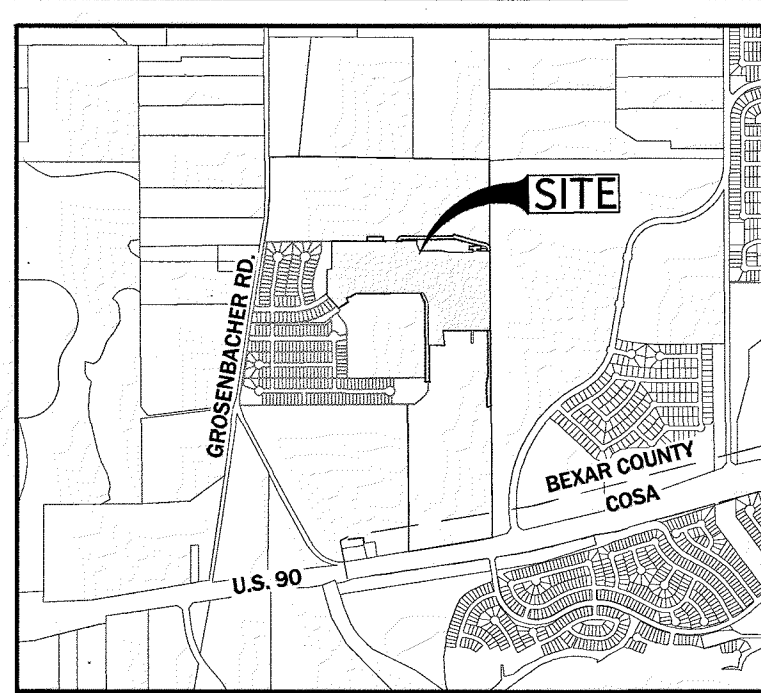 SITE
GROSENBACHER RD.
BEXAR COUNTY
COSA
U.S. 90